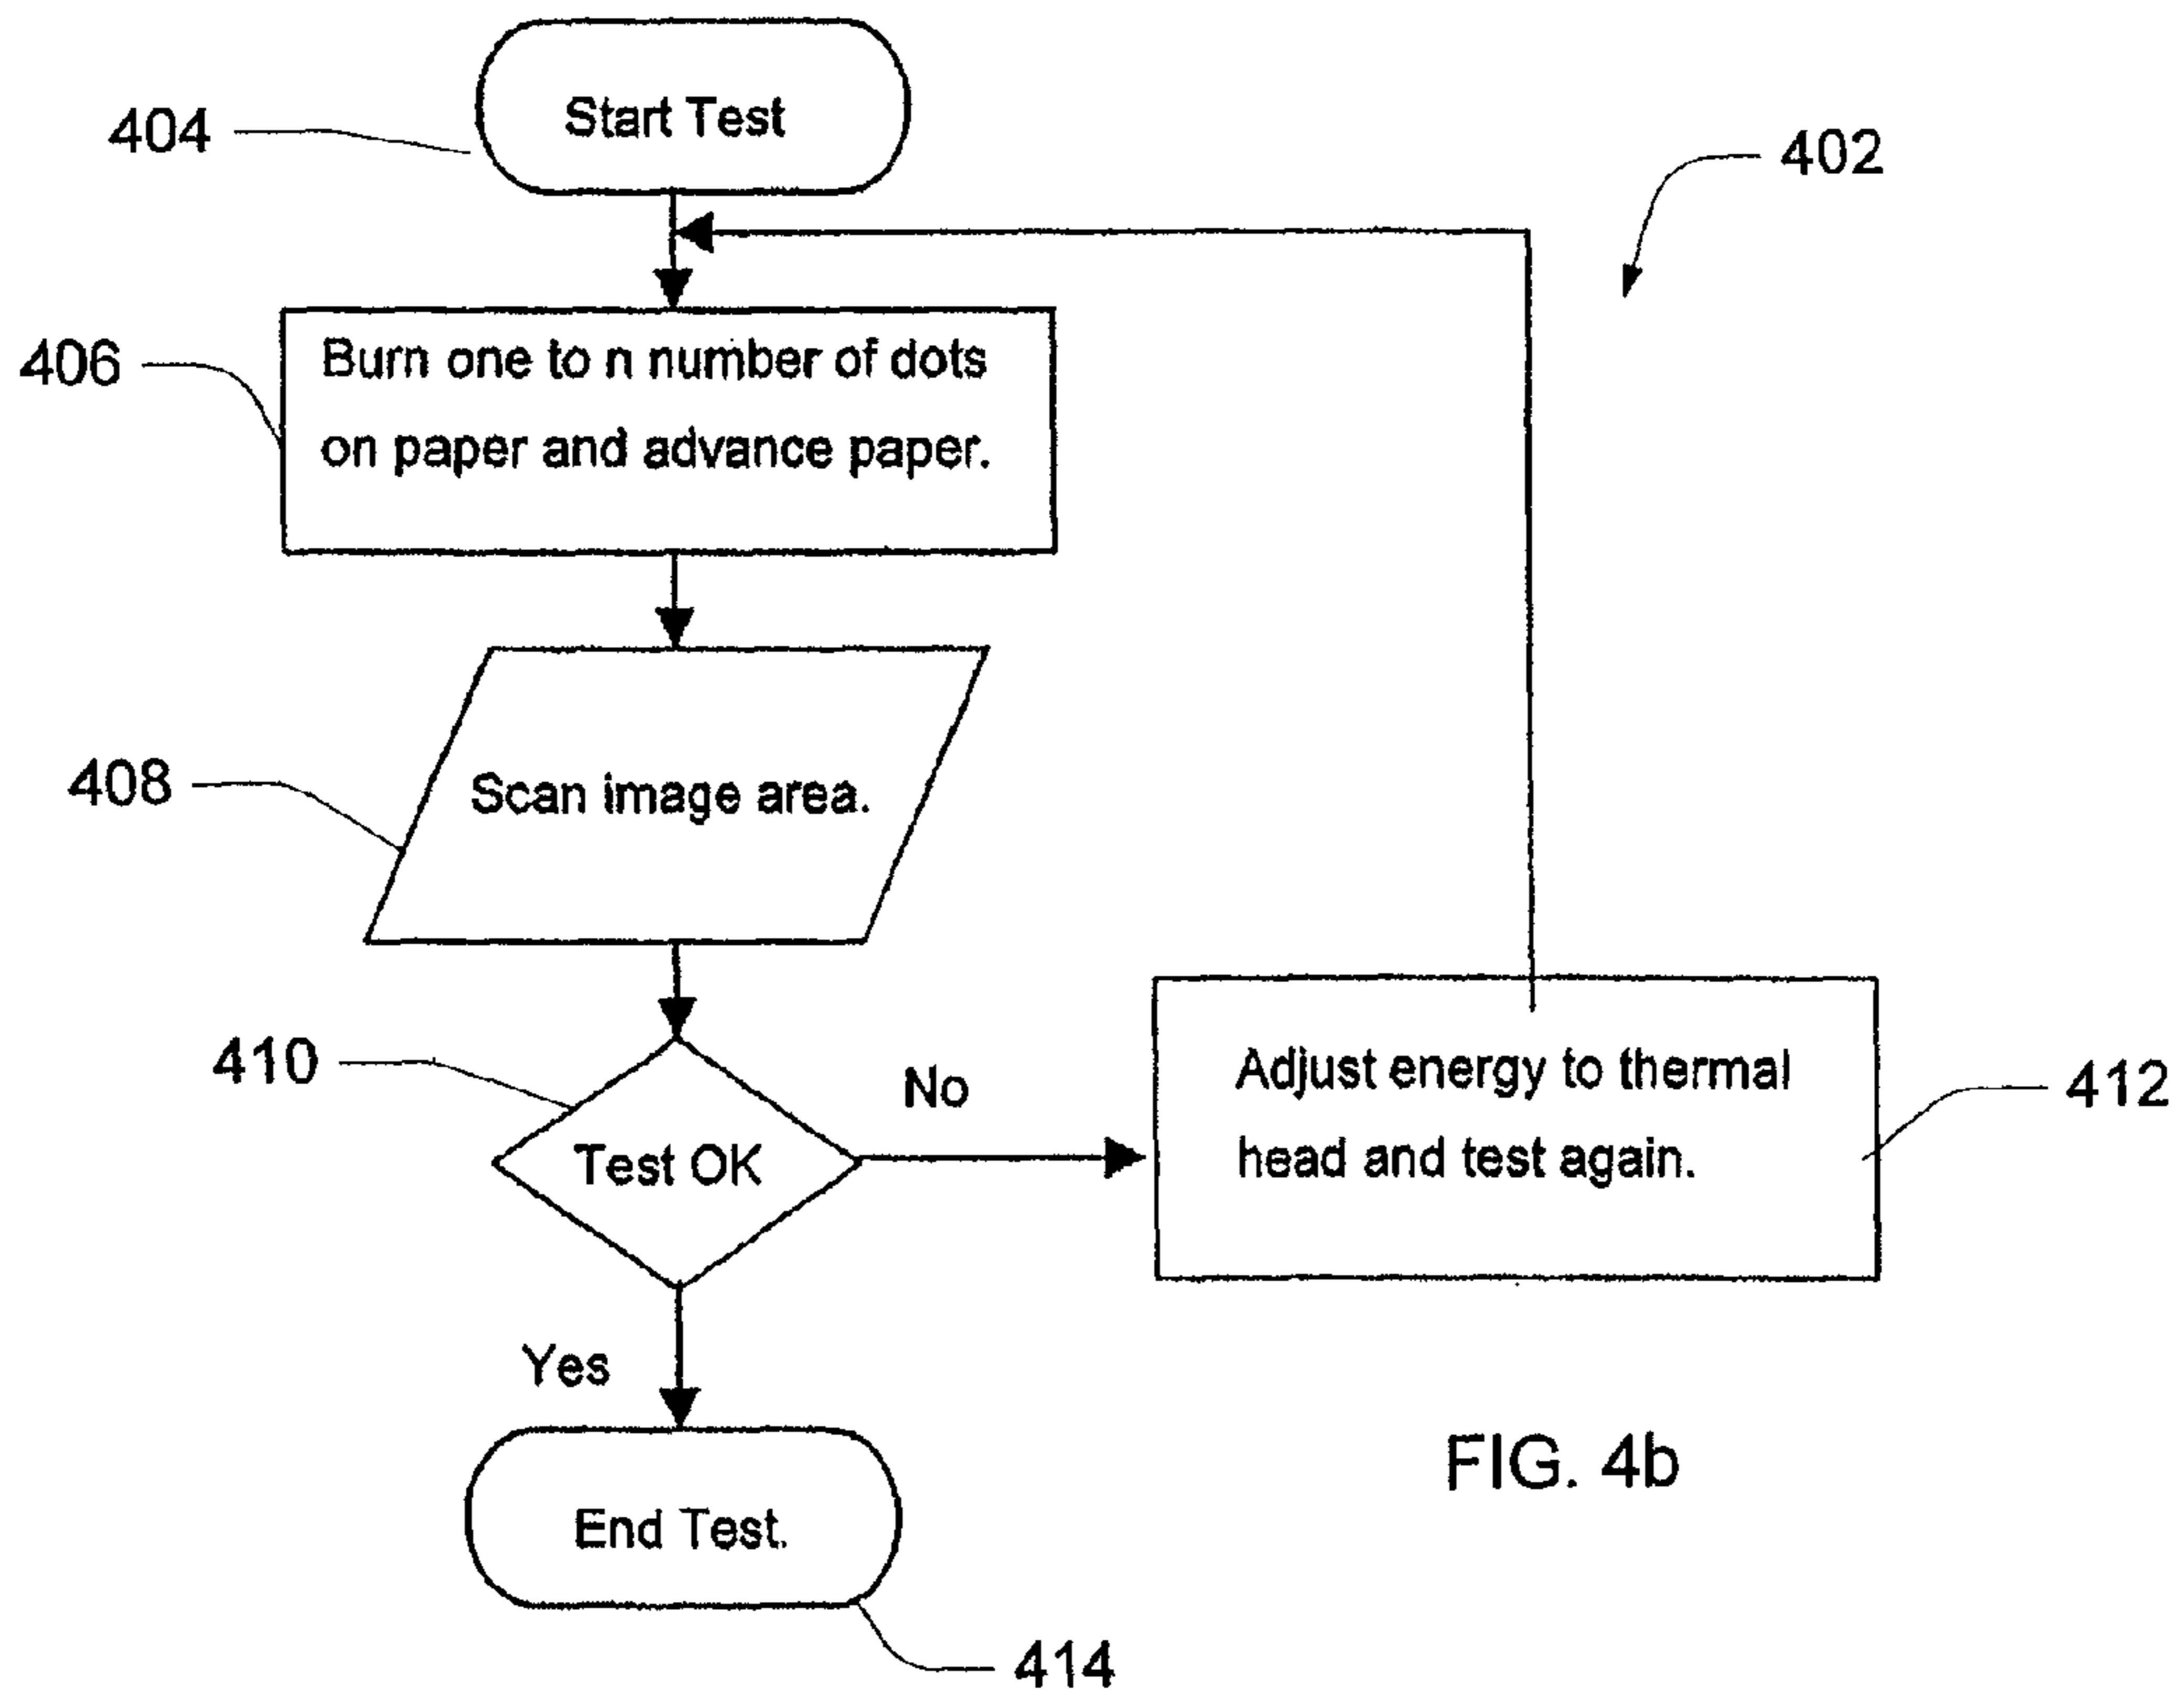 Start Test
404
402
406
Burn one to n number of dots
on paper and advance paper.
408
Scan image area.
410
Test OK
No
Adjust energy to thermal
head and test again.
412
Yes
End Test.
414
FIG. 4b